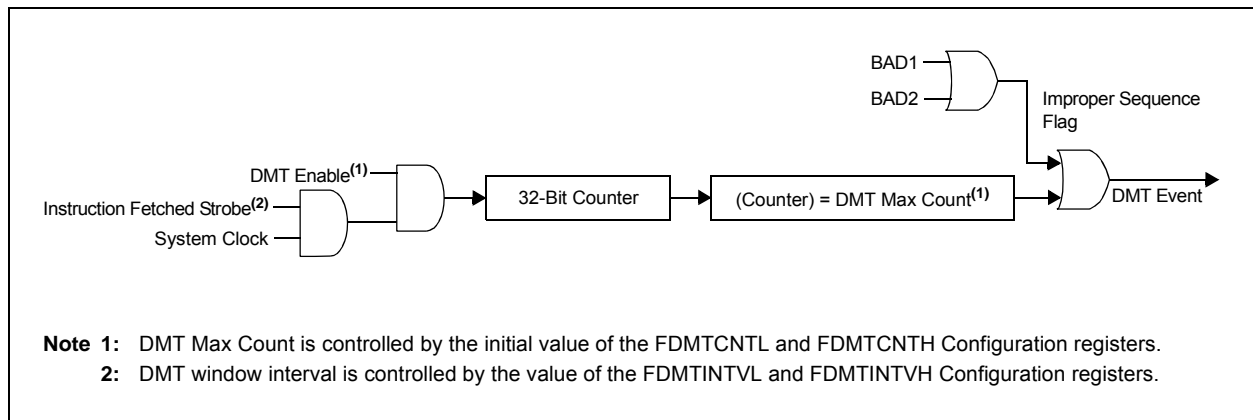 BAD1
BAD2
Improper Sequence
Flag
DMT Enable(1)
Instruction Fetched Strobe(2)
System Clock
32-Bit Counter
(Counter) = DMT Max Count(1)
DMT Event
Note 1: DMT Max Count is controlled by the initial value of the FDMTCNTL and FDMTCNTH Configuration registers.
2: DMT window interval is controlled by the value of the FDMTINTVL and FDMTINTVH Configuration registers.